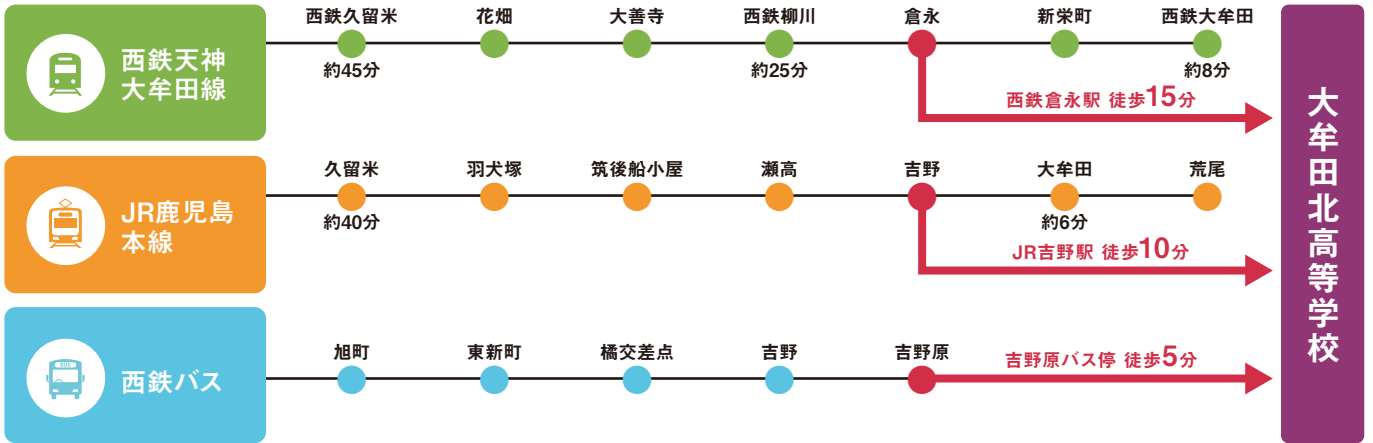 西鉄天神
大牟田線
西鉄久留米
花畑
大善寺
西鉄柳川
倉永
新栄町
西鉄大牟田
約45分
約25分
約8分
西鉄倉永駅 徒歩15分
JR鹿児島
本線
久留米
羽犬塚
筑後船小屋
瀬高
吉野
大牟田
荒尾
約40分
約6分
JR吉野駅 徒歩10分
BUS
西鉄バス
旭町
東新町
橘交差点
吉野
吉野原
吉野原バス停 徒歩5分
大牟田北高等学校